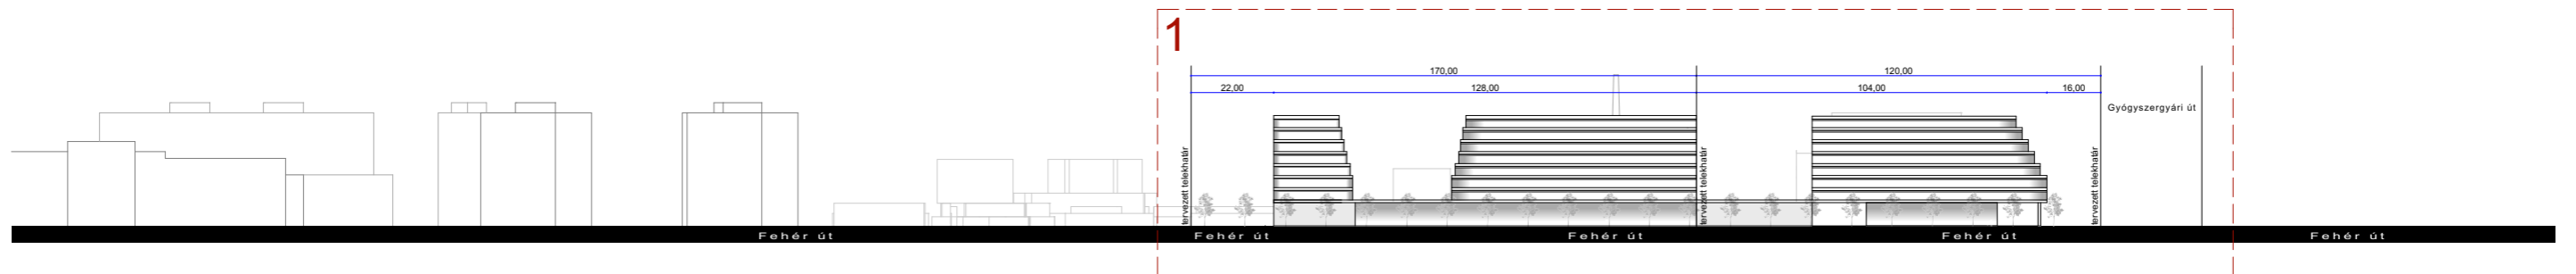 1
170,00
120,00
22,00
128,00
104,00
16,00
Gyógyszergyári út
tervezett telekhatár
tervezett telekhatár
tervezett telekhatár
Fehér út
Fehér út
Fehér út
Fehér út
Fehér út